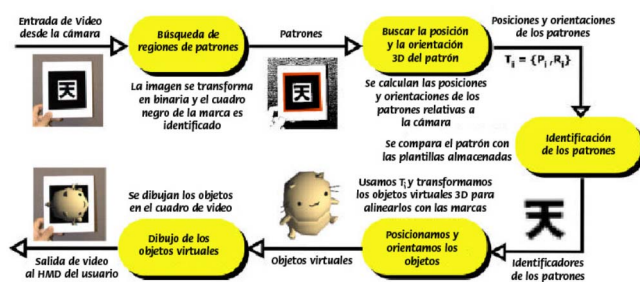 Entrada de Video
desde la cámara
天
Búsqueda de
regiones de patrones
La imagen se transforma
en binaria y el cuadro
negro de la marca es
identificado
Patrones
天
Buscar la posición
y la orientación
3D del patrón
Se calculan las posiciones
y orientaciones de los
patrones relativas a
la cámara
Posiciones y orientaciones
de los patrones
Ti = {Pi ,Ri}
Identificación
de los patrones
Se compara el patrón con
las plantillas almacenadas
天
Identificadores
de los patrones
Usamos Ti y transformamos
los objetos virtuales 3D para
alinearlos con las marcas
Posicionamos y
orientamos los
objetos
Objetos virtuales
Se dibujan los objetos
en el cuadro de video
Dibujo de los
objetos virtuales
Salida de video
al HMD del usuario